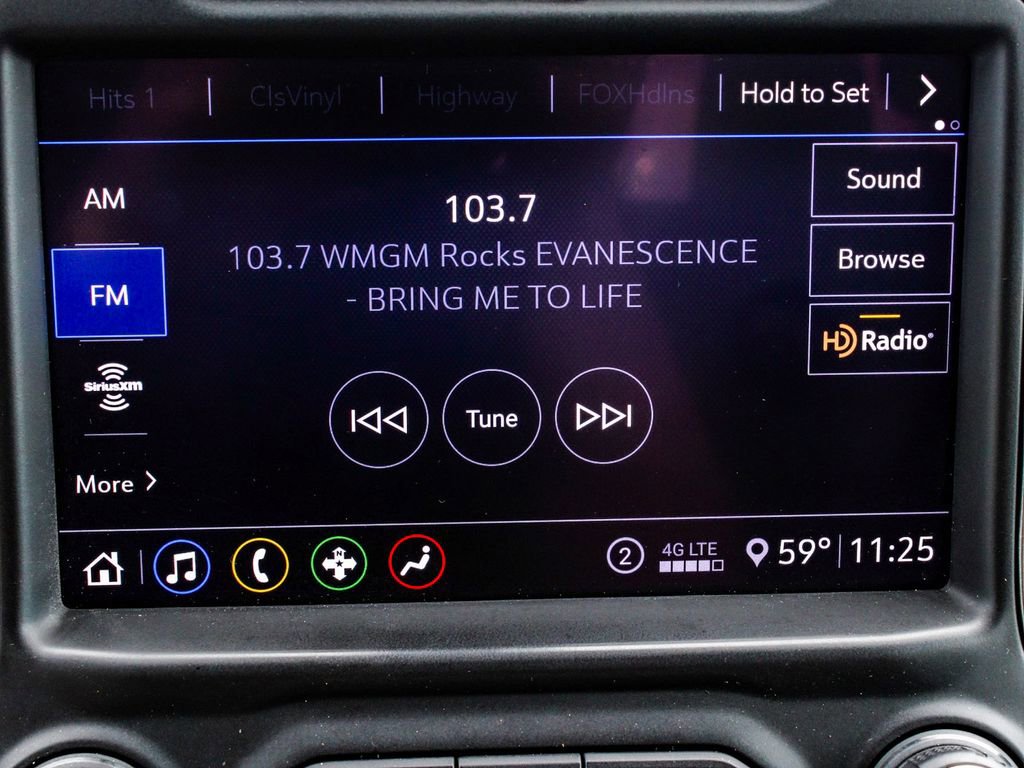 Hits 1 ClsVinyl Highway FOXHdlns Hold to Set
AM
FM
SiriusXM
More
103.7
103.7 WMGM Rocks EVANESCENCE
- BRING ME TO LIFE
Tune
Sound
Browse
HD Radio®
N
2 4G LTE 59° 11:25